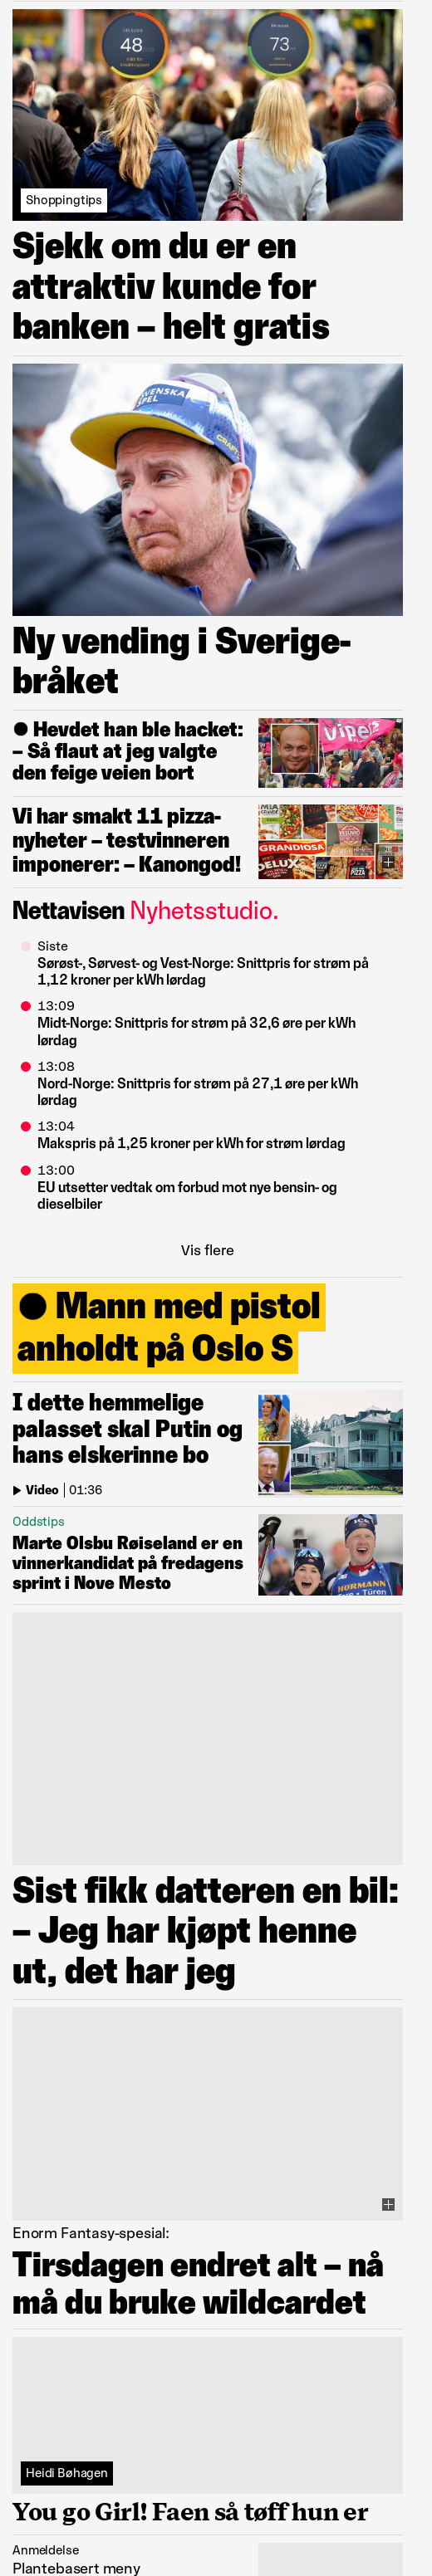 48
73
Shoppingtips
Sjekk om du er en
attraktiv kunde for
banken – helt gratis
SVENSKA
SPEL
CRAFT
Ny vending i Sverige-
bråket
Hevdet han ble hacket:
– Så flaut at jeg valgte
den feige veien bort
Vipe
Vi har smakt 11 pizza-
nyheter – testvinneren
imponerer: – Kanongod!
MIA
GRANDIOSA
DELUX
PIZZA
Nettavisen Nyhetsstudio.
Siste
Sørøst-, Sørvest- og Vest-Norge: Snittpris for strøm på
1,12 kroner per kWh lørdag
13:09
Midt-Norge: Snittpris for strøm på 32,6 øre per kWh
lørdag
13:08
Nord-Norge: Snittpris for strøm på 27,1 øre per kWh
lørdag
13:04
Makspris på 1,25 kroner per kWh for strøm lørdag
13:00
EU utsetter vedtak om forbud mot nye bensin- og
dieselbiler
Vis flere
Mann med pistol
anholdt på Oslo S
I dette hemmelige
palasset skal Putin og
hans elskerinne bo
Video 01:36
Oddstips
Marte Olsbu Røiseland er en
vinnerkandidat på fredagens
sprint i Nove Mesto
HÖRMANN
Türen
Sist fikk datteren en bil:
– Jeg har kjøpt henne
ut, det har jeg
Enorm Fantasy-spesial:
Tirsdagen endret alt – nå
må du bruke wildcardet
Heidi Bøhagen
You go Girl! Faen så tøff hun er
Anmeldelse
Plantebasert meny